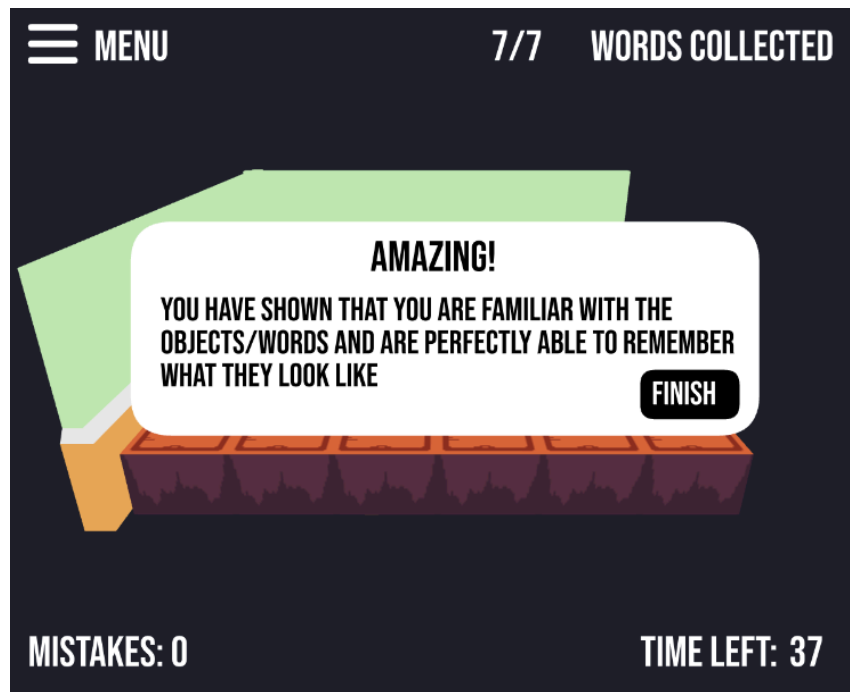 MENU 7/7 WORDS COLLECTED
AMAZING!
YOU HAVE SHOWN THAT YOU ARE FAMILIAR WITH THE
OBJECTS/WORDS AND ARE PERFECTLY ABLE TO REMEMBER
WHAT THEY LOOK LIKE
FINISH
MISTAKES: 0 TIME LEFT: 37